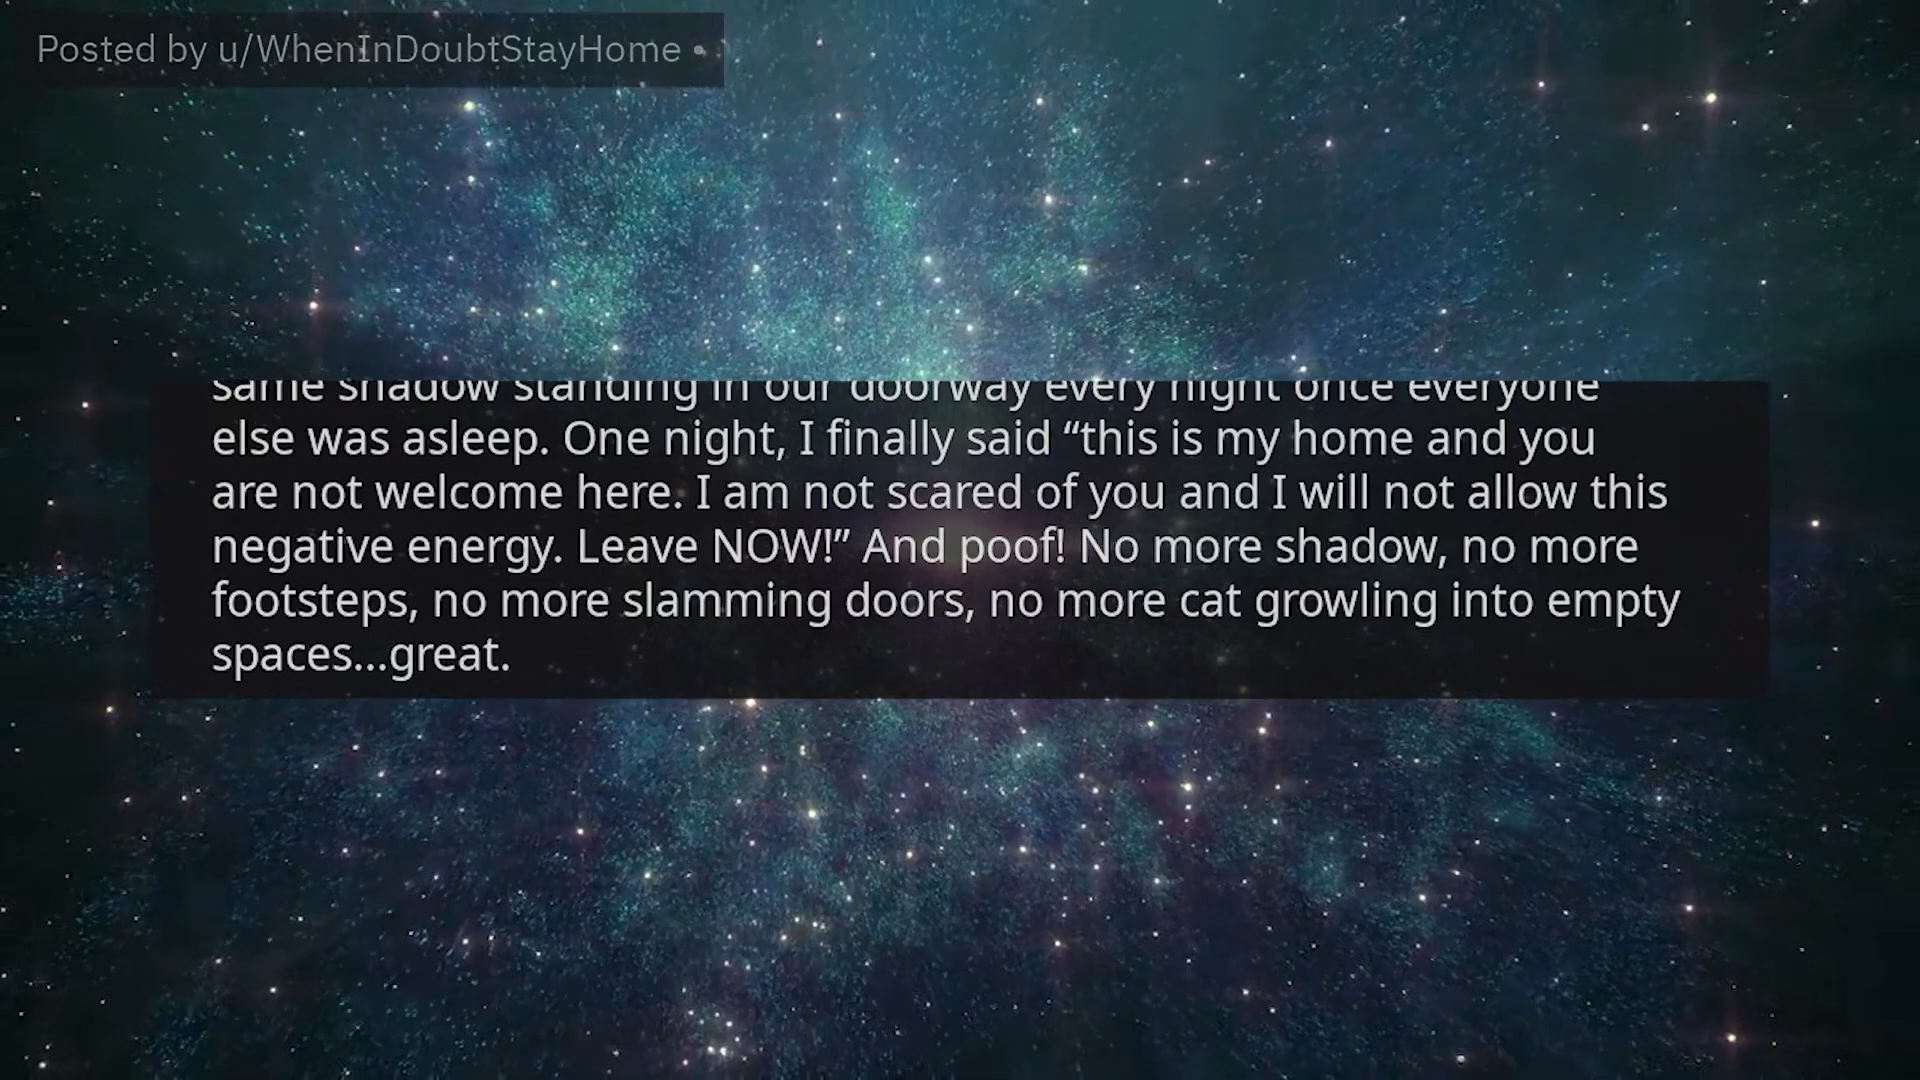 Posted by u/WhenInDoubtStayHome •
same shadow standing in our doorway every night once everyone
else was asleep. One night, I finally said “this is my home and you
are not welcome here. I am not scared of you and I will not allow this
negative energy. Leave NOW!” And poof! No more shadow, no more
footsteps, no more slamming doors, no more cat growling into empty
spaces...great.